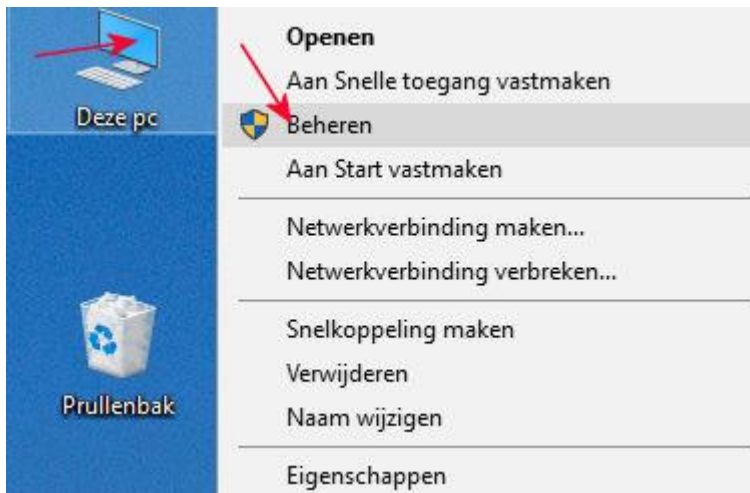 Deze pc
Prullenbak
Openen
Aan Snelle toegang vastmaken
Beheren
Aan Start vastmaken
Netwerkverbinding maken...
Netwerkverbinding verbreken...
Snelkoppeling maken
Verwijderen
Naam wijzigen
Eigenschappen